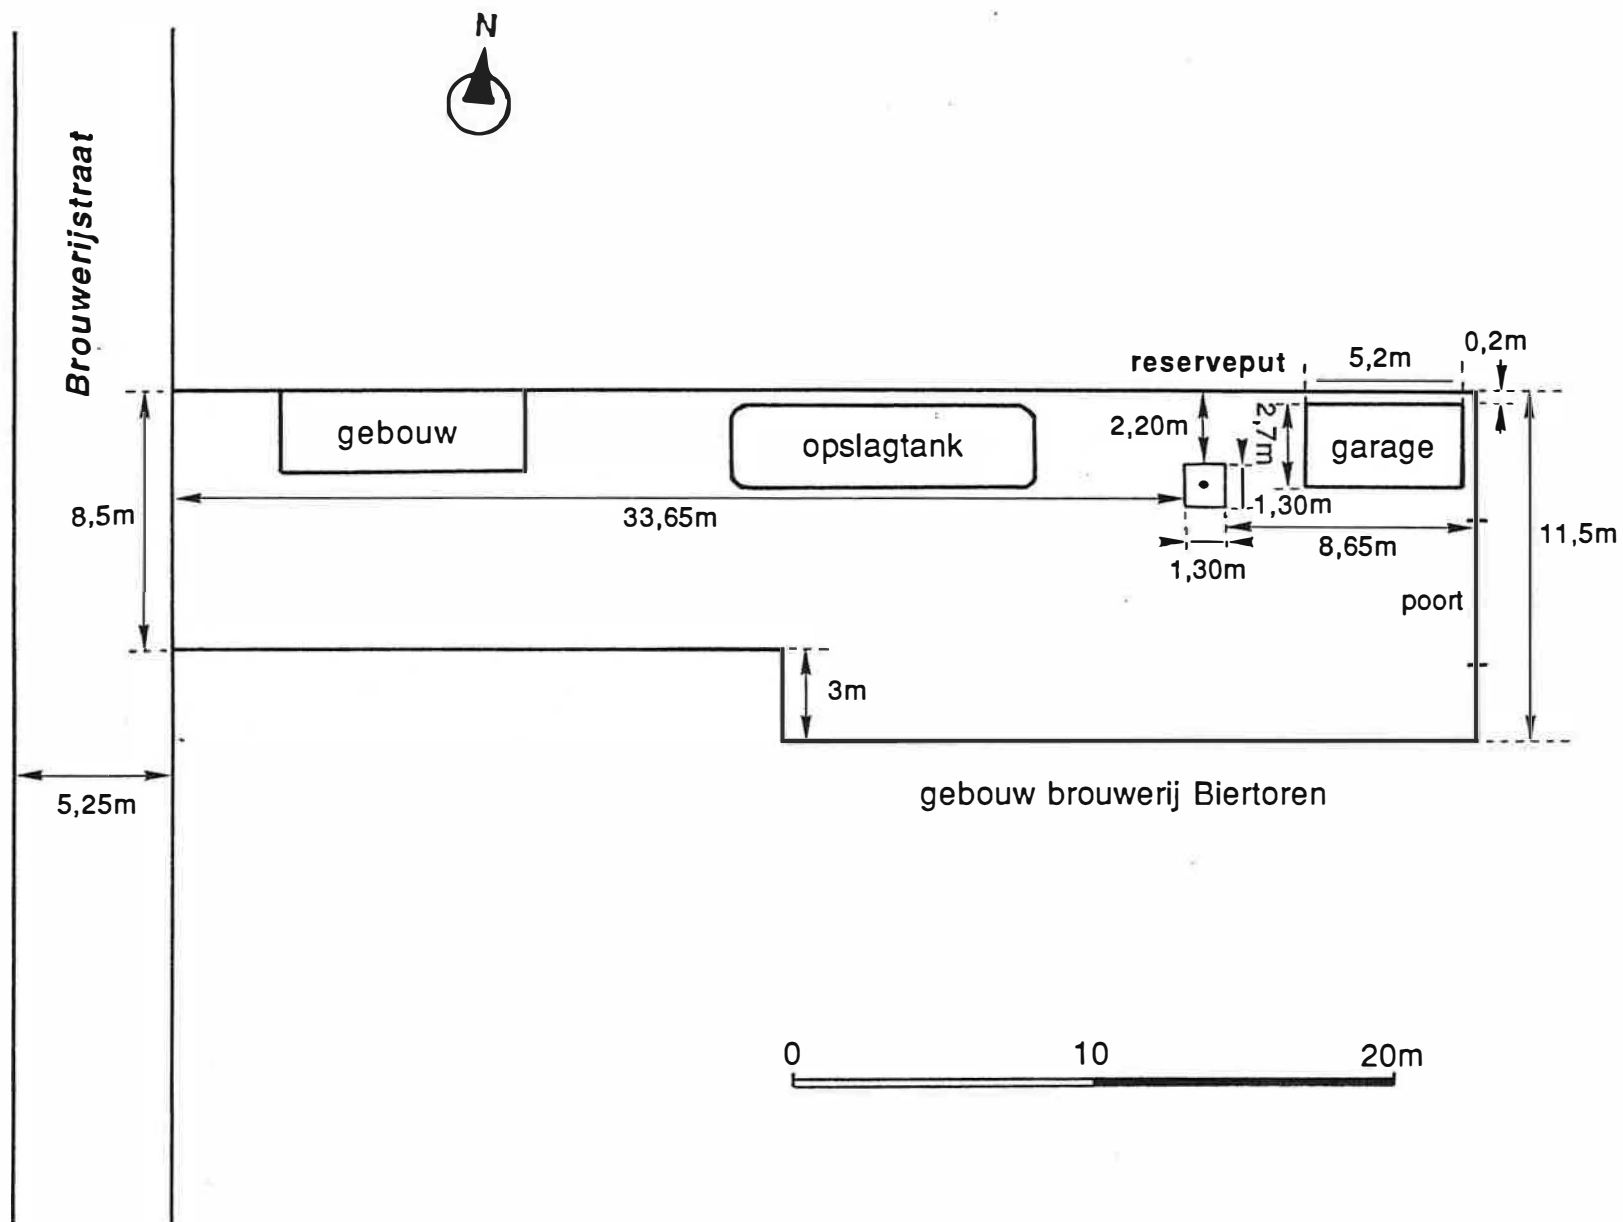 N
Brouwerijstraat
reserveput
5,2m
0,2m
gebouw
opslagtank
2,20m
2,7m
garage
8,5m
33,65m
1,30m
11,5m
8,65m
1,30m
poort
3m
5,25m
gebouw brouwerij Biertoren
0 10 20m